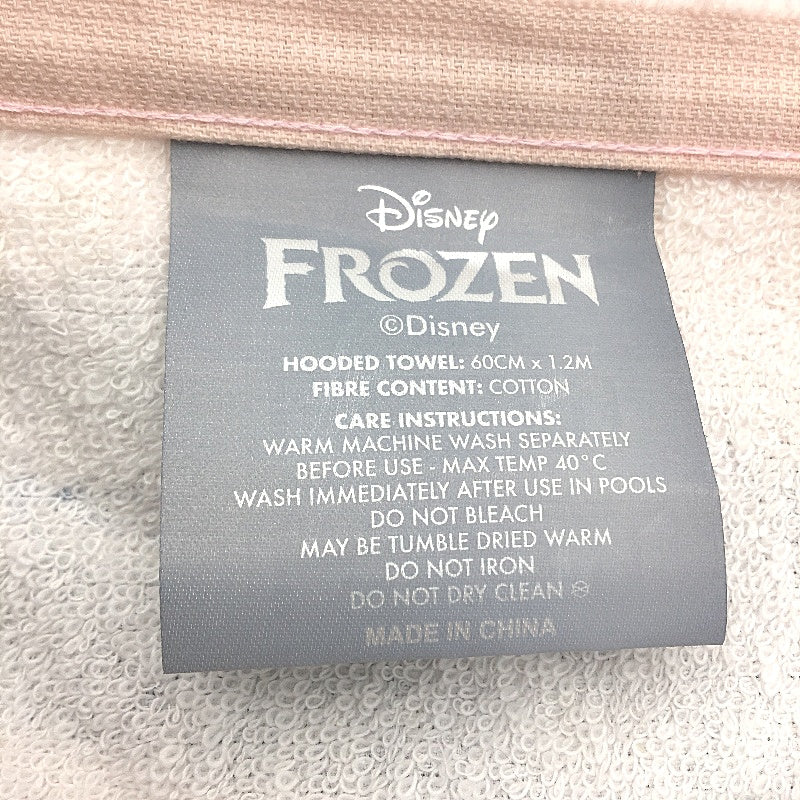 Disney
FROZEN
©Disney
HOODED TOWEL: 60CM x 1.2M
FIBRE CONTENT: COTTON
CARE INSTRUCTIONS:
WARM MACHINE WASH SEPARATELY
BEFORE USE - MAX TEMP 40°C
WASH IMMEDIATELY AFTER USE IN POOLS
DO NOT BLEACH
MAY BE TUMBLE DRIED WARM
DO NOT IRON
DO NOT DRY CLEAN
MADE IN CHINA